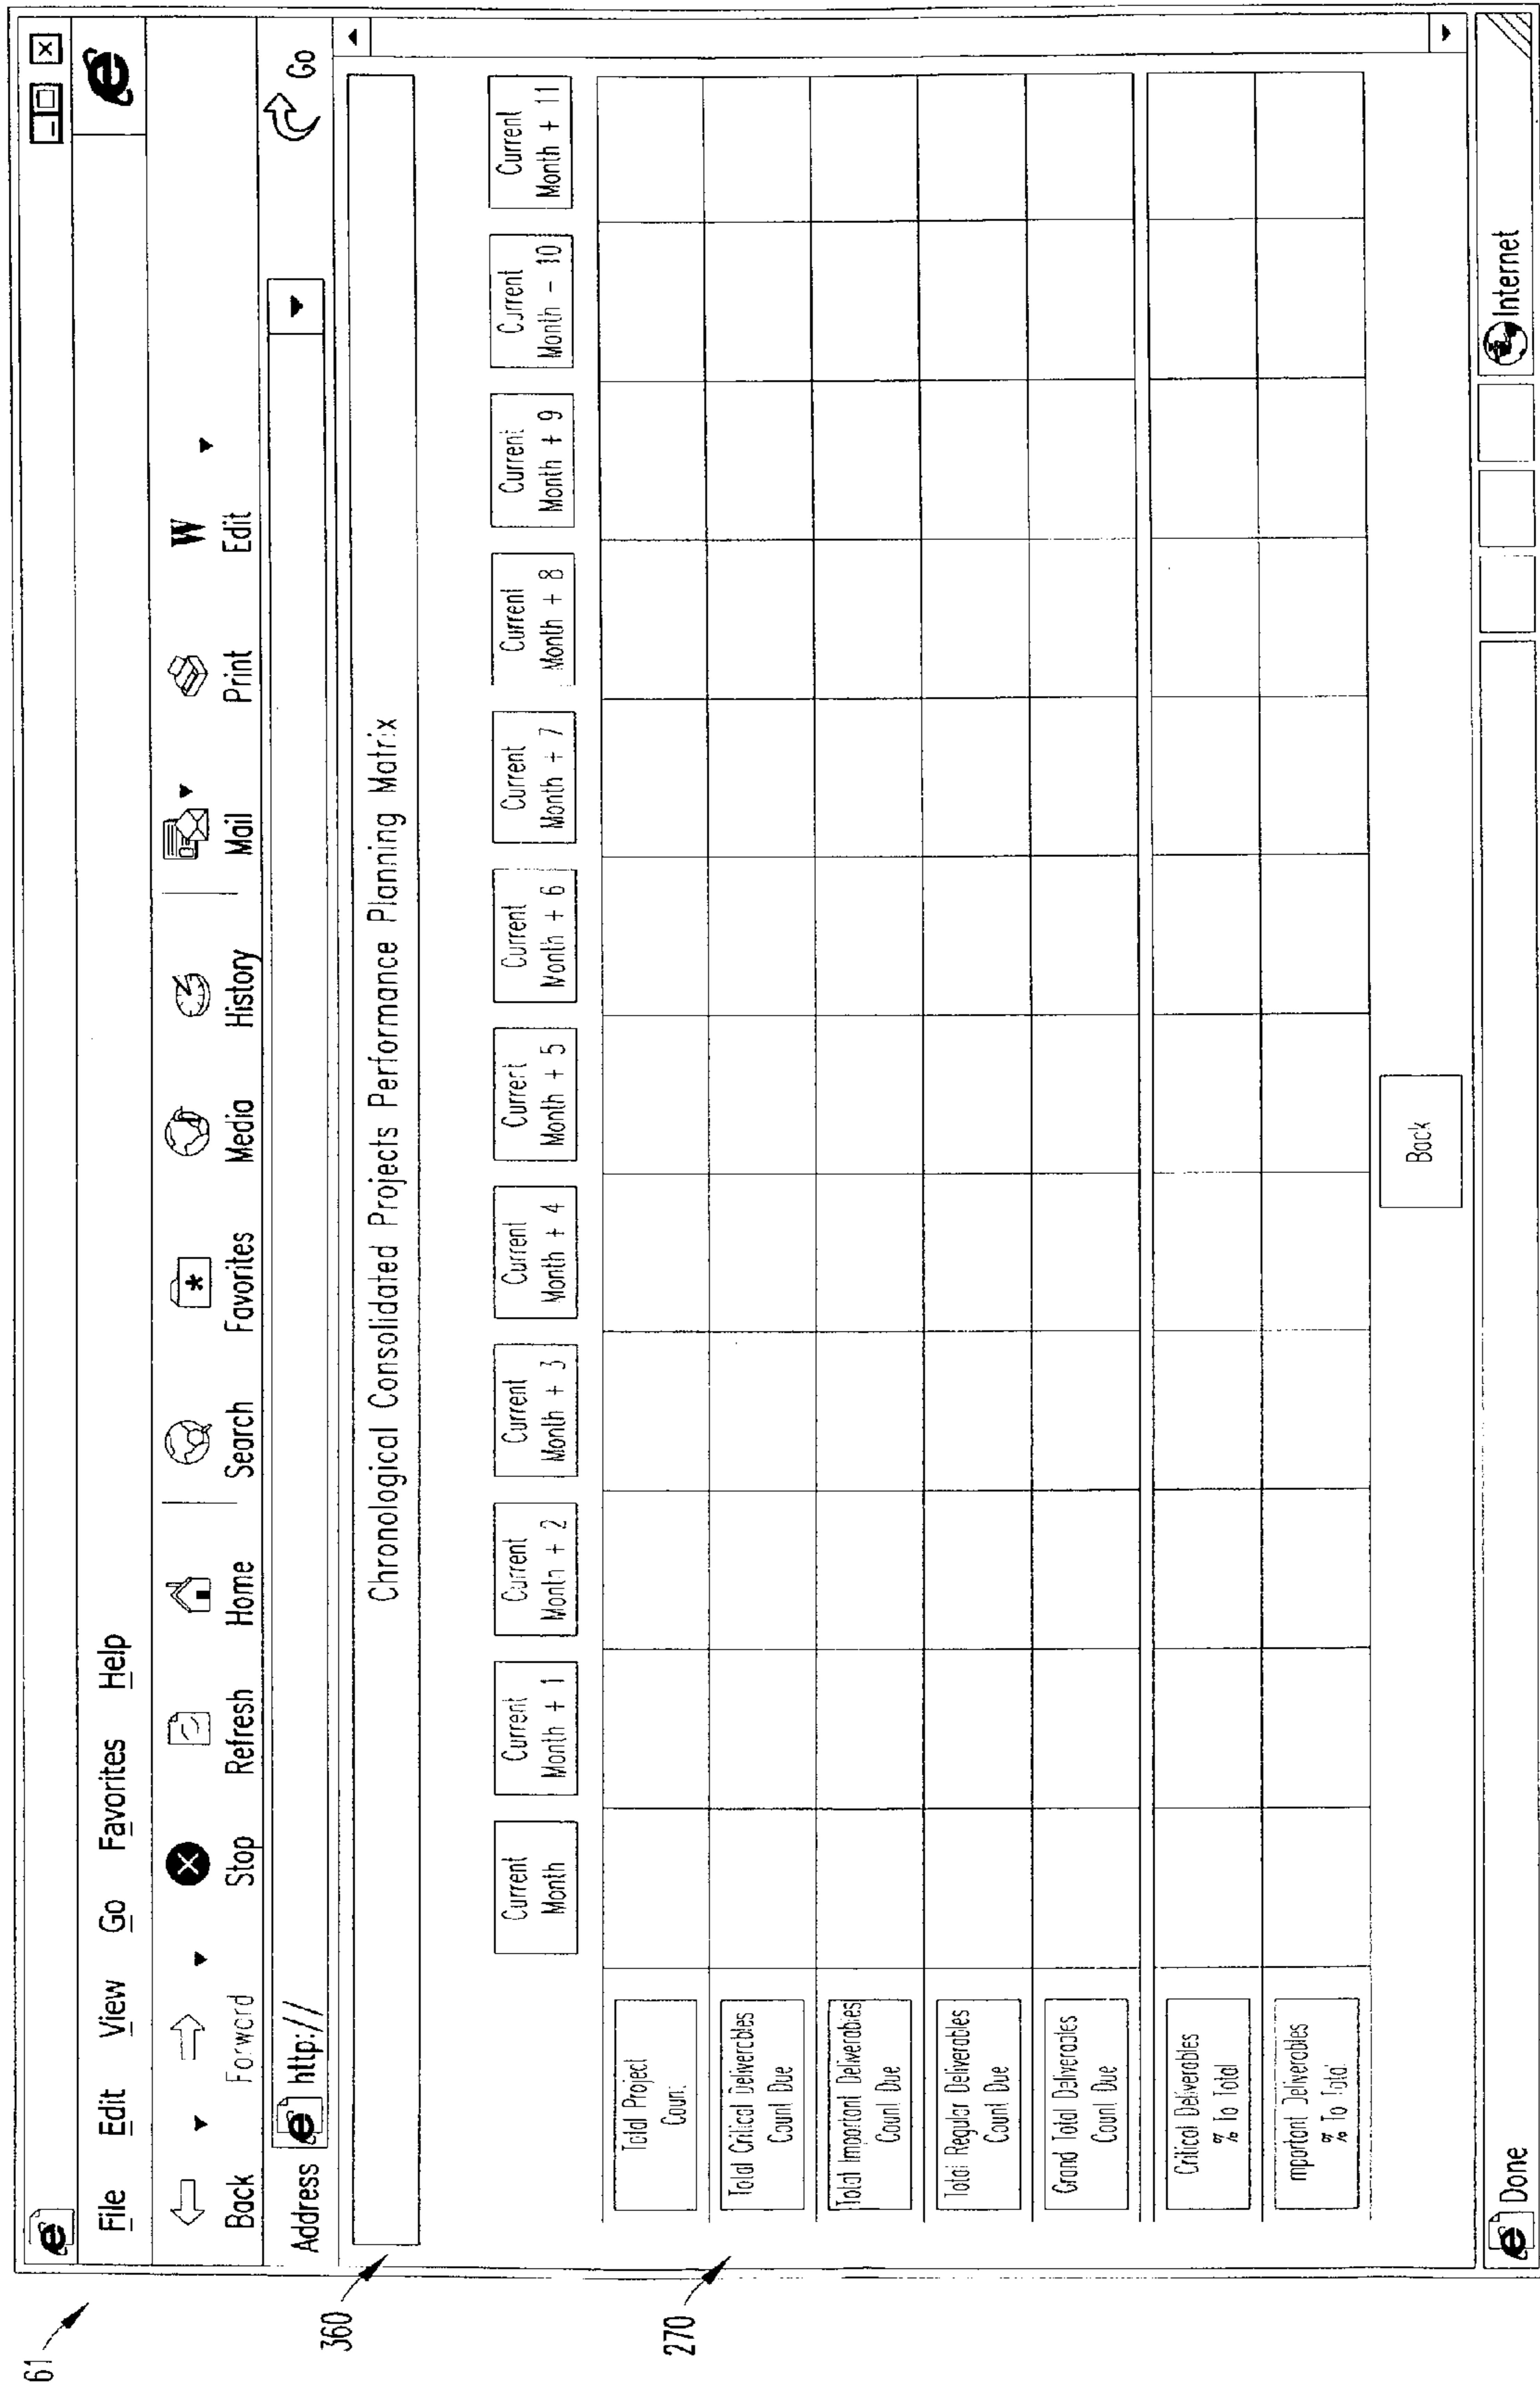 61
File Edit View Go Favorites Help
Back Forword Stop Refresh Home Search Favorites Media History Mail Print W Edit
Address http:// Go
360
Chronological Consolidated Projects Performance Planning Matrix
270
Current
Month
Current
Month + 1
Current
Month + 2
Current
Month + 3
Current
Month + 4
Current
Month + 5
Current
Month + 6
Current
Month + 7
Current
Month + 8
Current
Month + 9
Current
Month - 10
Current
Month + 11
Total Project
Count
Total Critical Deliverables
Count Due
Total Important Deliverables
Count Due
Total Regular Deliverables
Count Due
Grand Total Deliverables
Count Due
Critical Deliverables
% To Total
mportant Deliverables
% To Total
Back
Done Internet